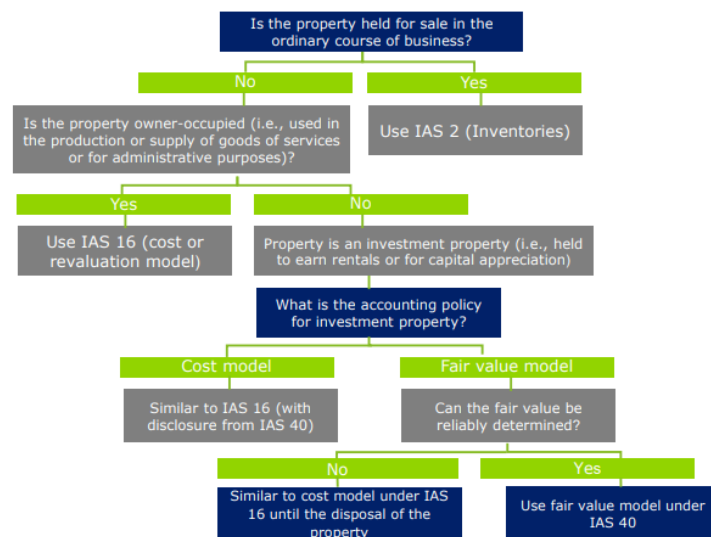 Is the property held for sale in the
ordinary course of business?
No
Yes
Is the property owner-occupied (i.e., used in
the production or supply of goods of services
or for administrative purposes)?
Use IAS 2 (Inventories)
Yes
No
Use IAS 16 (cost or
revaluation model)
Property is an investment property (i.e., held
to earn rentals or for capital appreciation)
What is the accounting policy
for investment property?
Cost model
Fair value model
Similar to IAS 16 (with
disclosure from IAS 40)
Can the fair value be
reliably determined?
No
Yes
Similar to cost model under IAS
16 until the disposal of the
property
Use fair value model under
IAS 40